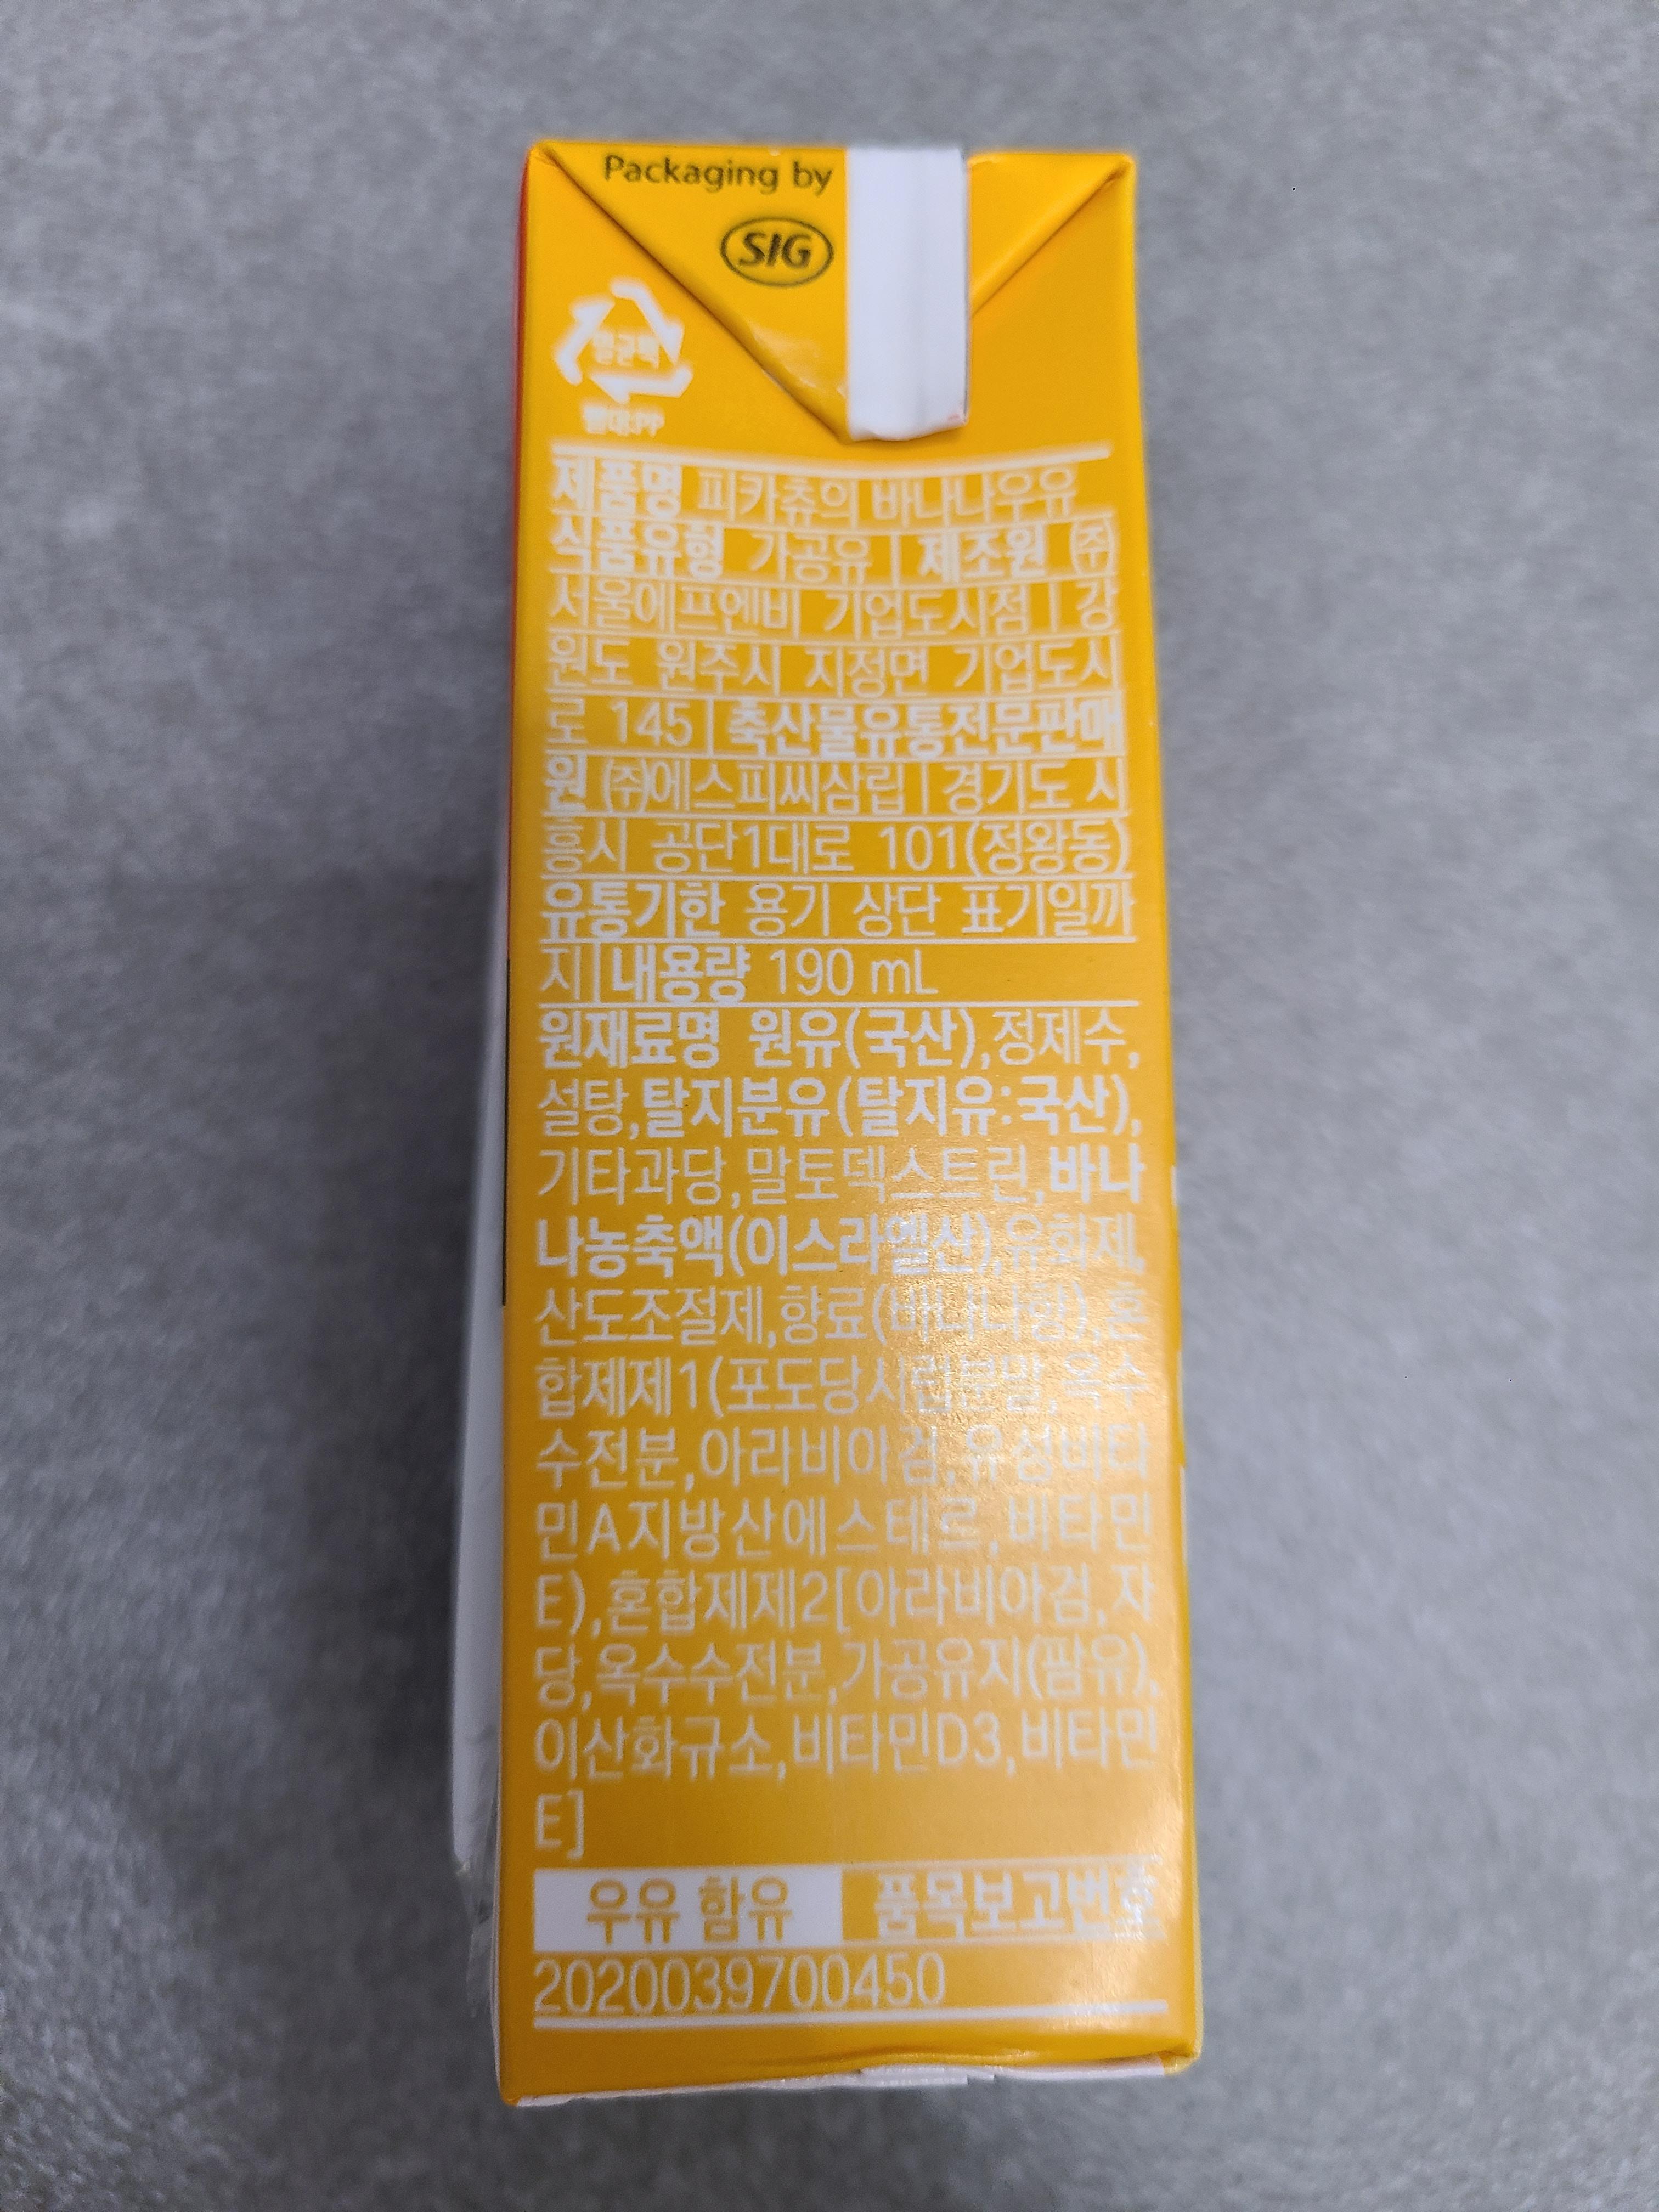 Packaging by
SIG
멸균팩
빨대:PP
제품명 피카츄의 바나나우유
식품유형 가공유 | 제조원 ㈜
서울에프엔비 기업도시점 | 강
원도 원주시 지정면 기업도시
로 145 | 축산물유통전문판매
원 ㈜에스피씨삼립 | 경기도 시
흥시 공단1대로 101(정왕동)
유통기한 용기 상단 표기일까
지 | 내용량 190 mL
원재료명 원유(국산),정제수,
설탕,탈지분유(탈지유:국산),
기타과당,말토덱스트린,바나
나농축액(이스라엘산),유화제,
산도조절제,향료(바나나향),혼
합제제1(포도당시럽분말,옥수
수전분,아라비아검,유성비타
민A지방산에스테르,비타민
E),혼합제제2[아라비아검,자
당,옥수수전분,가공유지(팜유),
이산화규소,비타민D3,비타민
E]
우유 함유 품목보고번호
2020039700450